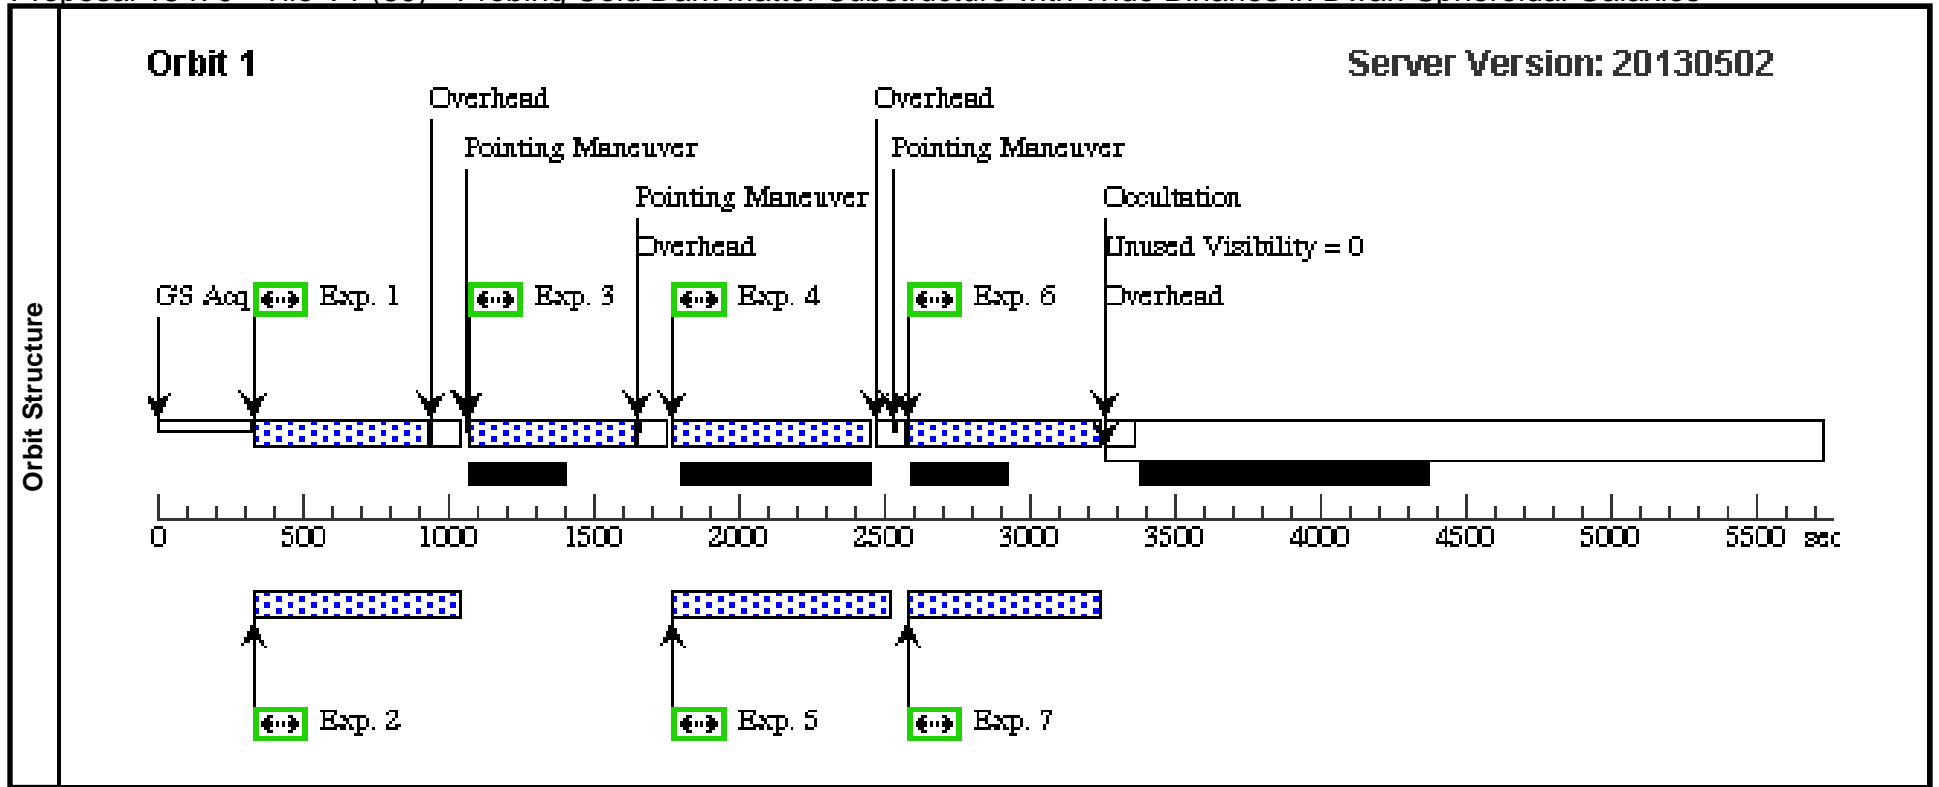 Orbit 1
Server Version: 20130502
Overhead
Overhead
Pointing Maneuver
Pointing Maneuver
Pointing Maneuver
Occultation
Overhead
Unused Visibility = 0
GS Acq
Exp. 1
Exp. 3
Exp. 4
Exp. 6
Overhead
Orbit Structure
0 500 1000 1500 2000 2500 3000 3500 4000 4500 5000 5500 sec
Exp. 2
Exp. 5
Exp. 7